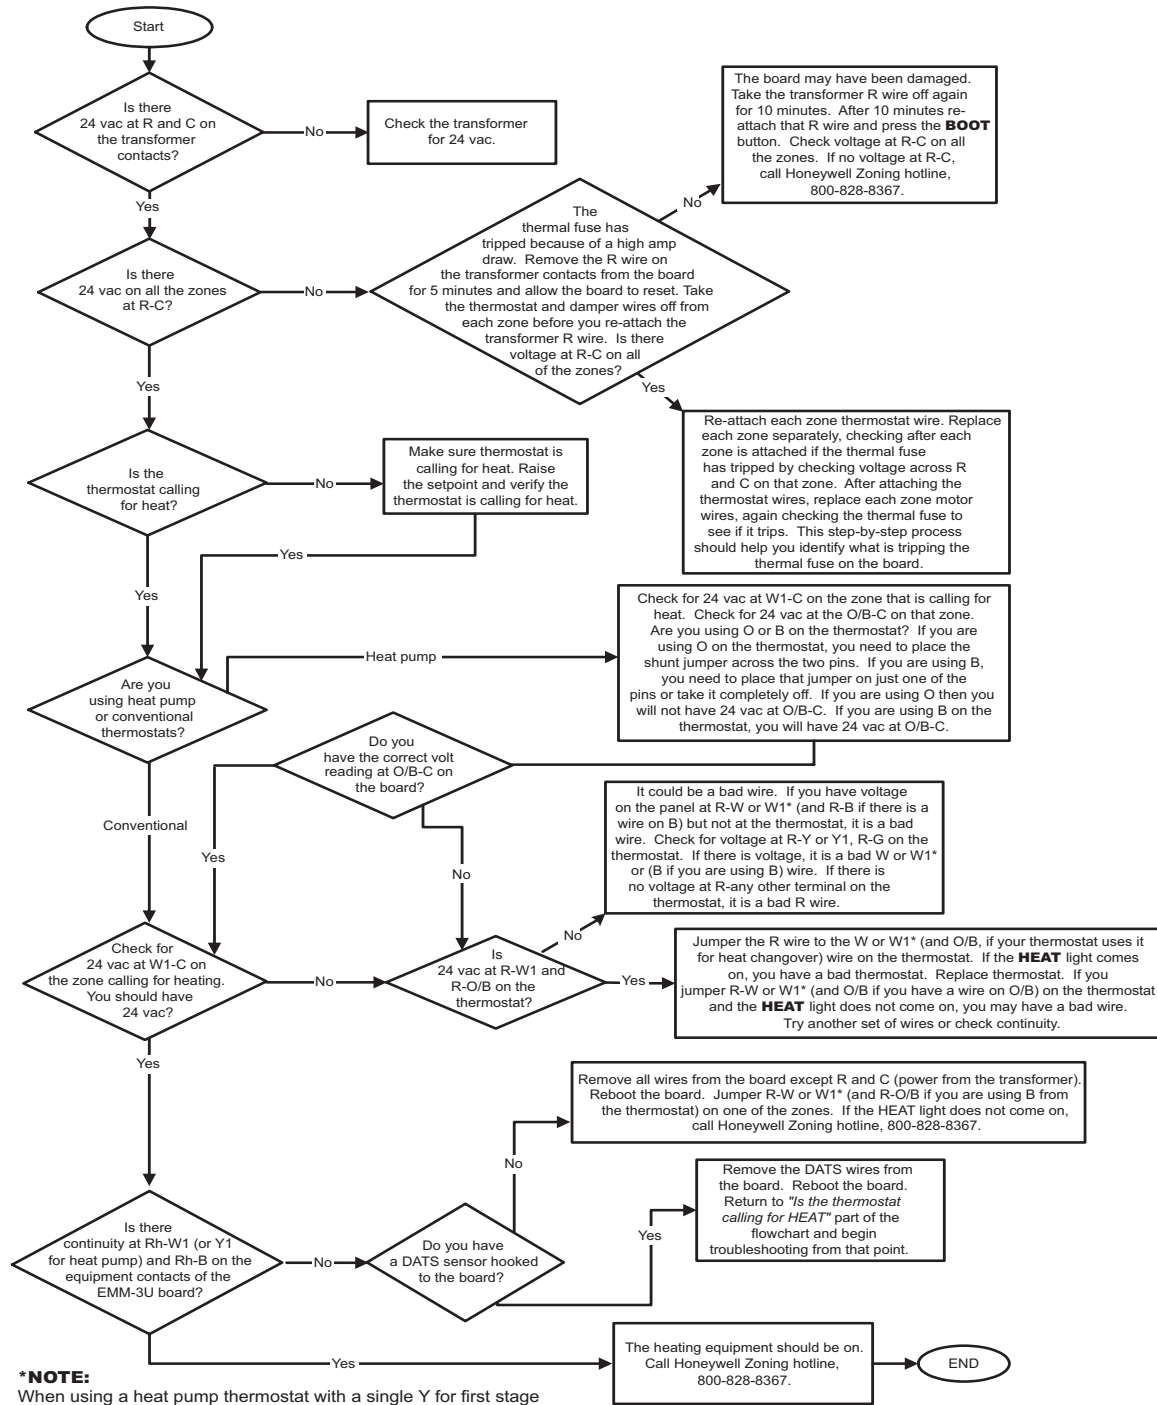 Start
Is there
24 vac at R and C on
the transformer
contacts?
No
Check the transformer
for 24 vac.
The board may have been damaged.
Take the transformer R wire off again
for 10 minutes. After 10 minutes re-
attach that R wire and press the BOOT
button. Check voltage at R-C on all
the zones. If no voltage at R-C,
call Honeywell Zoning hotline,
800-828-8367.
Yes
No
Is there
24 vac on all the zones
at R-C?
No
The
thermal fuse has
tripped because of a high amp
draw. Remove the R wire on
the transformer contacts from the board
for 5 minutes and allow the board to reset. Take
the thermostat and damper wires off from
each zone before you re-attach the
transformer R wire. Is there
voltage at R-C on all
of the zones?
Yes
Yes
Re-attach each zone thermostat wire. Replace
each zone separately, checking after each
zone is attached if the thermal fuse
has tripped by checking voltage across R
and C on that zone. After attaching the
thermostat wires, replace each zone motor
wires, again checking the thermal fuse to
see if it trips. This step-by-step process
should help you identify what is tripping the
thermal fuse on the board.
Is the
thermostat calling
for heat?
No
Make sure thermostat is
calling for heat. Raise
the setpoint and verify the
thermostat is calling for heat.
Yes
Yes
Are you
using heat pump
or conventional
thermostats?
Heat pump
Check for 24 vac at W1-C on the zone that is calling for
heat. Check for 24 vac at the O/B-C on that zone.
Are you using O or B on the thermostat? If you are
using O on the thermostat, you need to place the
shunt jumper across the two pins. If you are using B,
you need to place that jumper on just one of the
pins or take it completely off. If you are using O then you
will not have 24 vac at O/B-C. If you are using B on the
thermostat, you will have 24 vac at O/B-C.
Do you
have the correct volt
reading at O/B-C on
the board?
Conventional
Yes
No
It could be a bad wire. If you have voltage
on the panel at R-W or W1* (and R-B if there is a
wire on B) but not at the thermostat, it is a bad
wire. Check for voltage at R-Y or Y1, R-G on the
thermostat. If there is voltage, it is a bad W or W1*
or (B if you are using B) wire. If there is
no voltage at R-any other terminal on the
thermostat, it is a bad R wire.
Check for
24 vac at W1-C on
the zone calling for heating.
You should have
24 vac?
No
Is
24 vac at R-W1 and
R-O/B on the
thermostat?
No
Yes
Jumper the R wire to the W or W1* (and O/B, if your thermostat uses it
for heat changover) wire on the thermostat. If the HEAT light comes
on, you have a bad thermostat. Replace thermostat. If you
jumper R-W or W1* (and O/B if you have a wire on O/B) on the thermostat
and the HEAT light does not come on, you may have a bad wire.
Try another set of wires or check continuity.
Yes
Remove all wires from the board except R and C (power from the transformer).
Reboot the board. Jumper R-W or W1* (and R-O/B if you are using B from
the thermostat) on one of the zones. If the HEAT light does not come on,
call Honeywell Zoning hotline, 800-828-8367.
No
Is there
continuity at Rh-W1 (or Y1
for heat pump) and Rh-B on the
equipment contacts of the
EMM-3U board?
No
Do you have
a DATS sensor hooked
to the board?
Yes
Remove the DATS wires from
the board. Reboot the board.
Return to "Is the thermostat
calling for HEAT" part of the
flowchart and begin
troubleshooting from that point.
Yes
The heating equipment should be on.
Call Honeywell Zoning hotline,
800-828-8367.
END
*NOTE:
When using a heat pump thermostat with a single Y for first stage